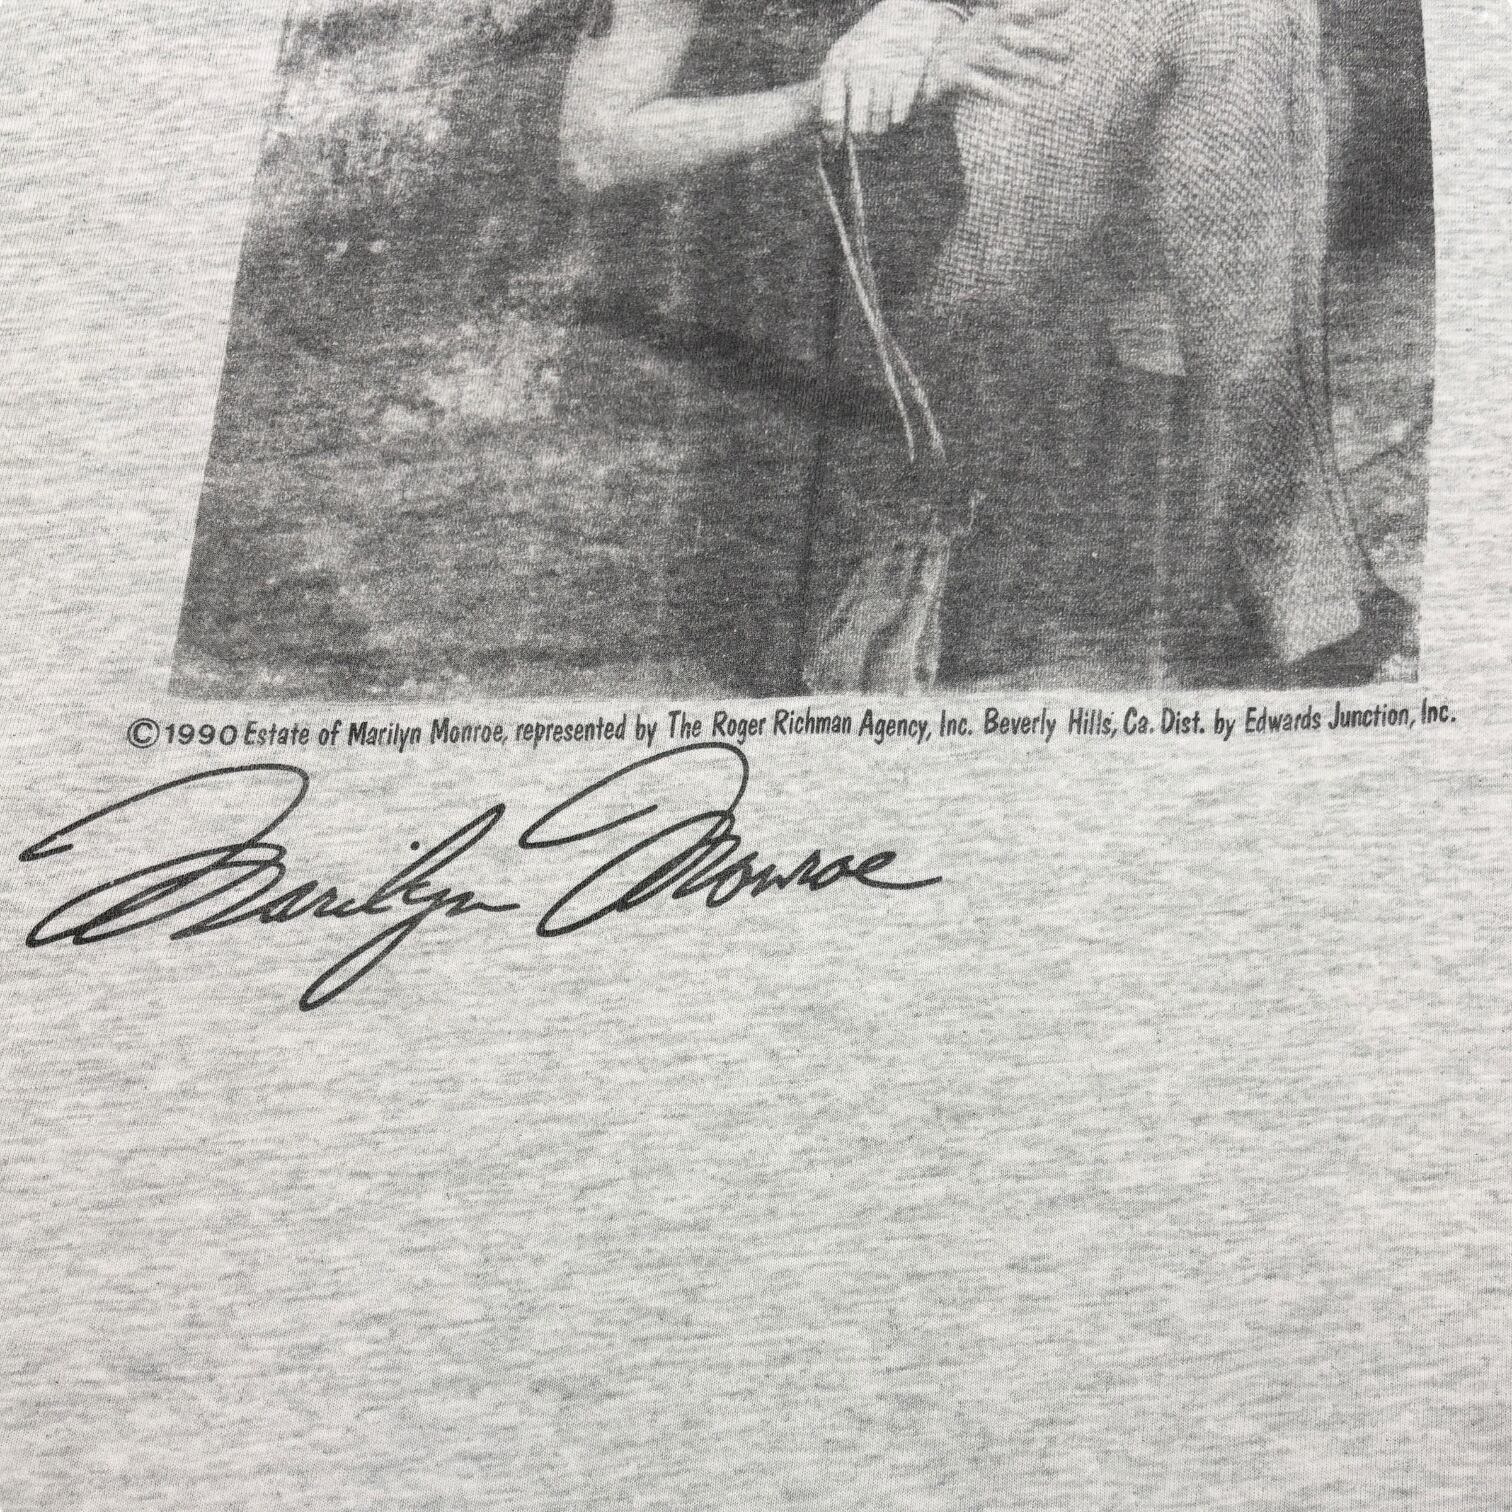 ©1990 Estate of Marilyn Monroe, represented by The Roger Richman Agency, Inc. Beverly Hills, Ca. Dist. by Edwards Junction, Inc.
Marilyn Monroe